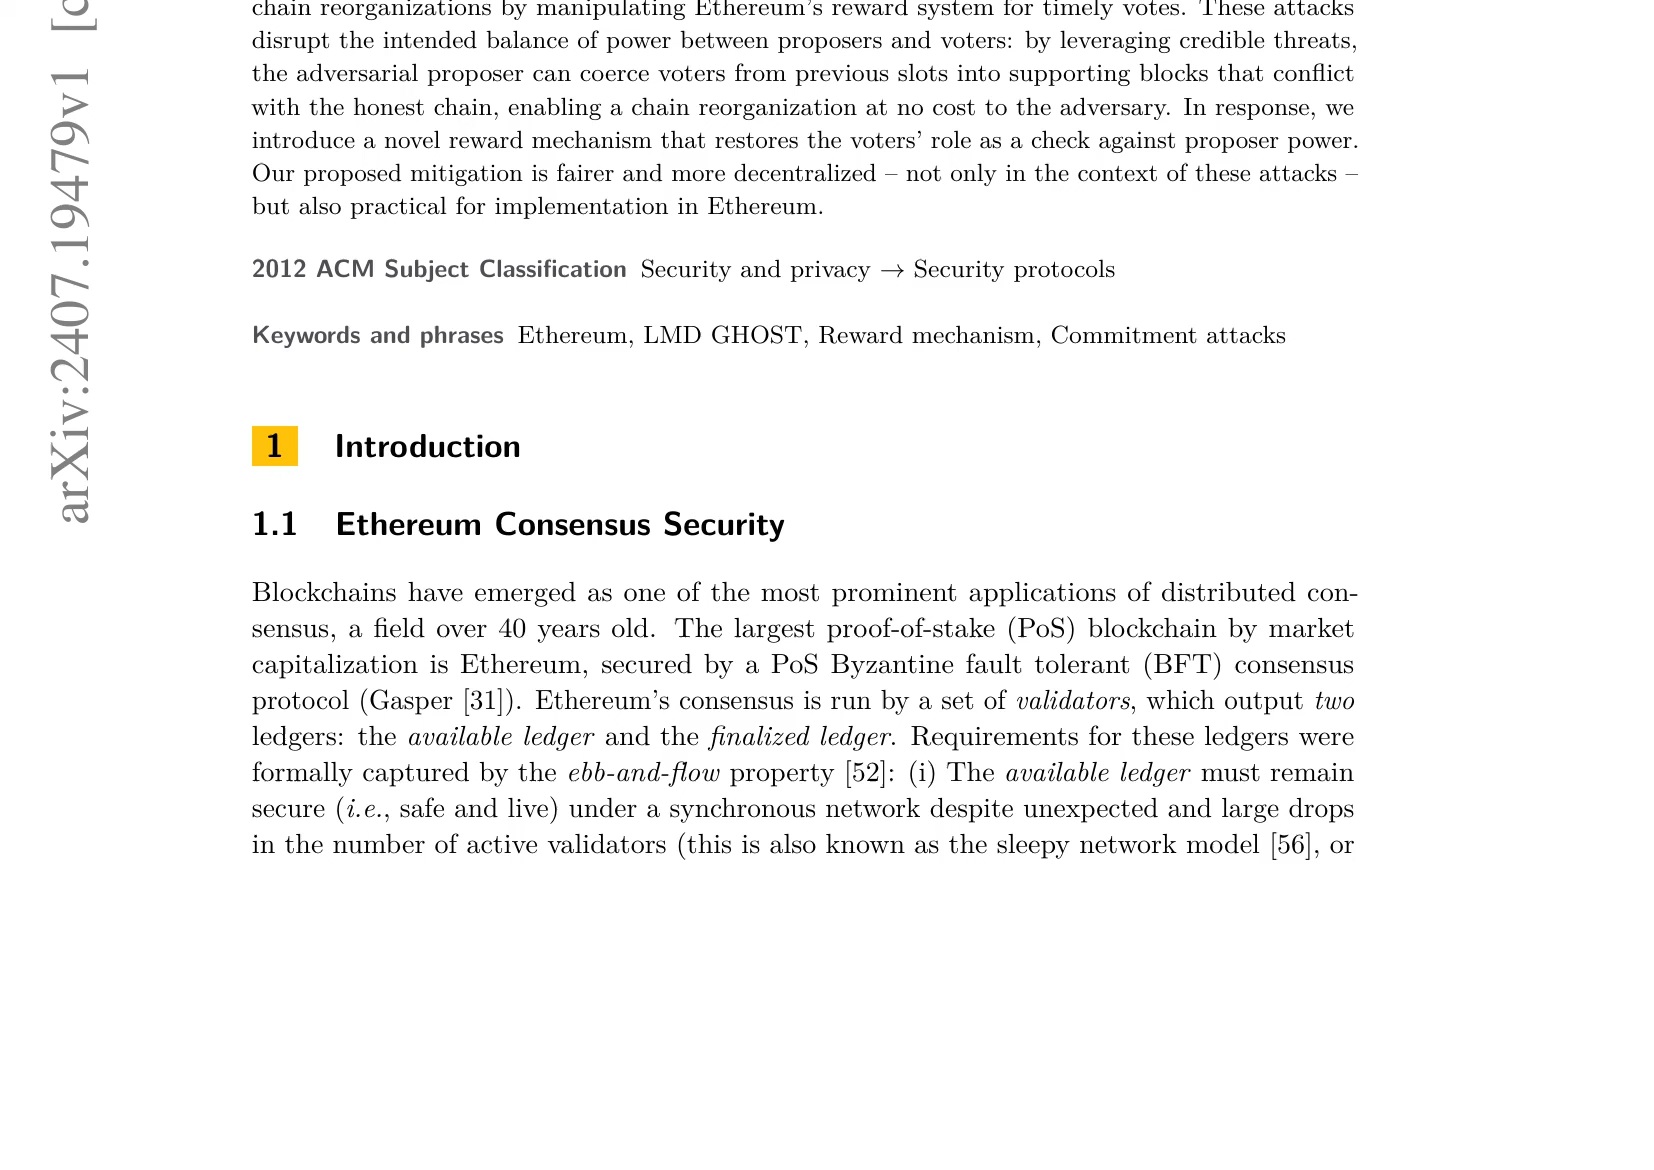 chain reorganizations by manipulating Ethereum's reward system for timely votes. These attacks
disrupt the intended balance of power between proposers and voters: by leveraging credible threats,
the adversarial proposer can coerce voters from previous slots into supporting blocks that conflict
with the honest chain, enabling a chain reorganization at no cost to the adversary. In response, we
introduce a novel reward mechanism that restores the voters' role as a check against proposer power.
Our proposed mitigation is fairer and more decentralized – not only in the context of these attacks –
but also practical for implementation in Ethereum.
2012 ACM Subject Classification Security and privacy → Security protocols
Keywords and phrases Ethereum, LMD GHOST, Reward mechanism, Commitment attacks
1 Introduction
1.1 Ethereum Consensus Security
Blockchains have emerged as one of the most prominent applications of distributed con-
sensus, a field over 40 years old. The largest proof-of-stake (PoS) blockchain by market
capitalization is Ethereum, secured by a PoS Byzantine fault tolerant (BFT) consensus
protocol (Gasper [31]). Ethereum's consensus is run by a set of validators, which output two
ledgers: the available ledger and the finalized ledger. Requirements for these ledgers were
formally captured by the ebb-and-flow property [52]: (i) The available ledger must remain
secure (i.e., safe and live) under a synchronous network despite unexpected and large drops
in the number of active validators (this is also known as the sleepy network model [56], or
arXiv:2407.19479v1 [c